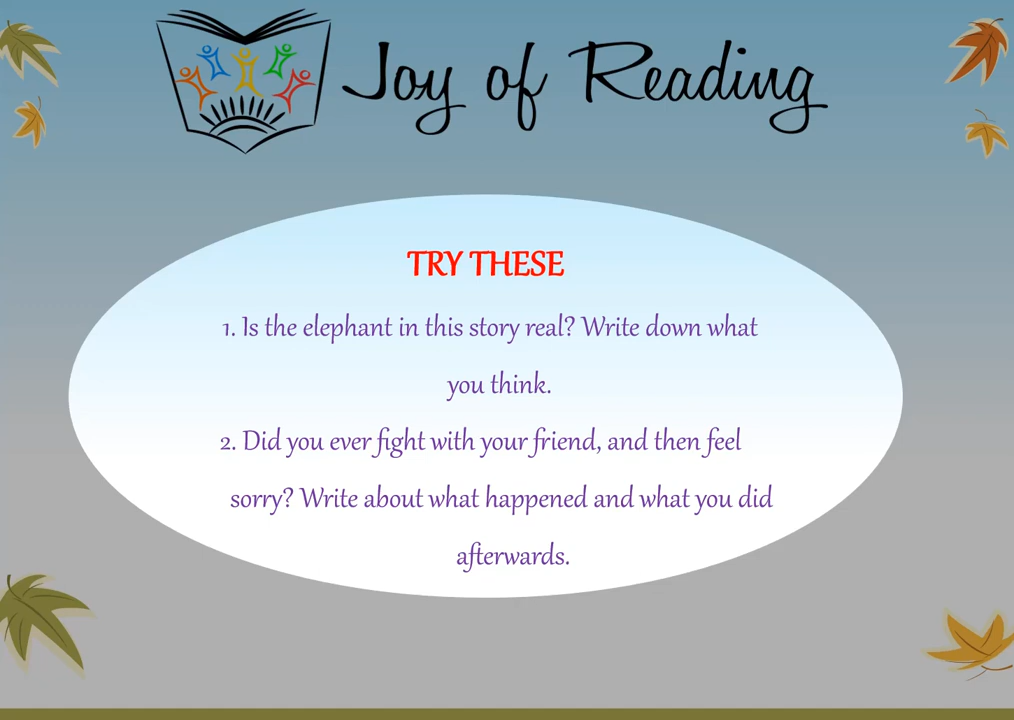 Joy of Reading
TRY THESE
1. Is the elephant in this story real? Write down what
you think.
2. Did you ever fight with your friend, and then feel
sorry? Write about what happened and what you did
afterwards.